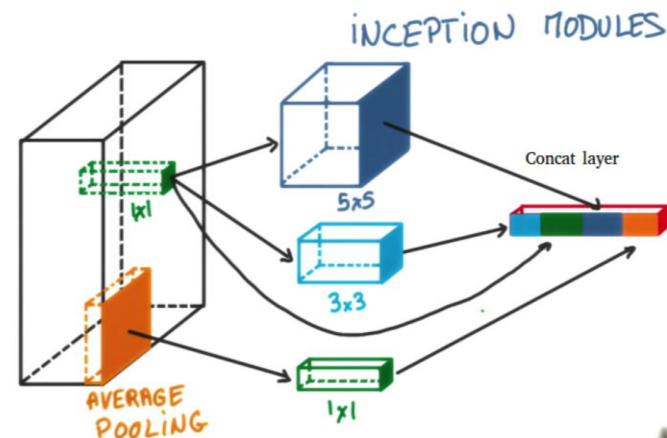 iNCEPTION MODULES
Concat layer
1x1
5x5
3x3
1x1
AVERAGE
POOLING